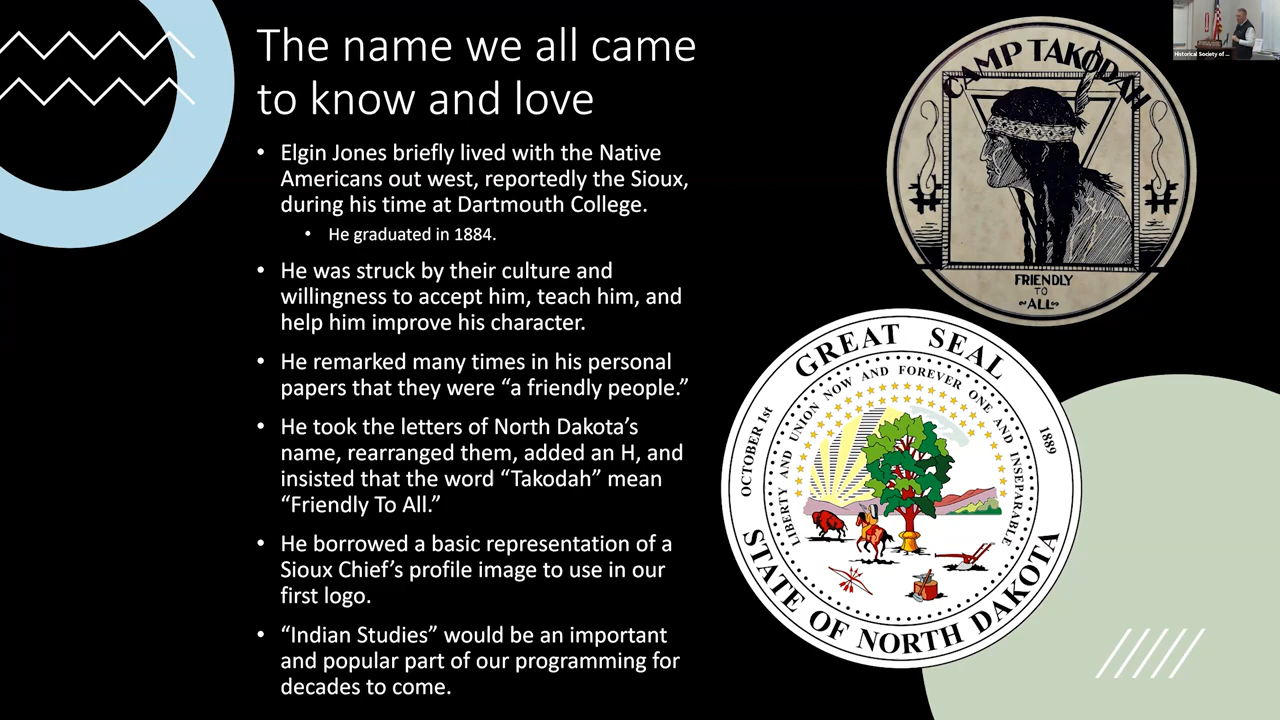 The name we all came
to know and love
• Elgin Jones briefly lived with the Native
Americans out west, reportedly the Sioux,
during his time at Dartmouth College.
• He graduated in 1884.
• He was struck by their culture and
willingness to accept him, teach him, and
help him improve his character.
• He remarked many times in his personal
papers that they were “a friendly people.”
• He took the letters of North Dakota’s
name, rearranged them, added an H, and
insisted that the word “Takodah” mean
“Friendly To All.”
• He borrowed a basic representation of a
Sioux Chief’s profile image to use in our
first logo.
• “Indian Studies” would be an important
and popular part of our programming for
decades to come.
CAMP TAKODAH
FRIENDLY
TO
~ALL~
GREAT SEAL
STATE OF NORTH DAKOTA
OCTOBER 1st
1889
LIBERTY AND UNION NOW AND FOREVER ONE AND INSEPARABLE
Historical Society of ...